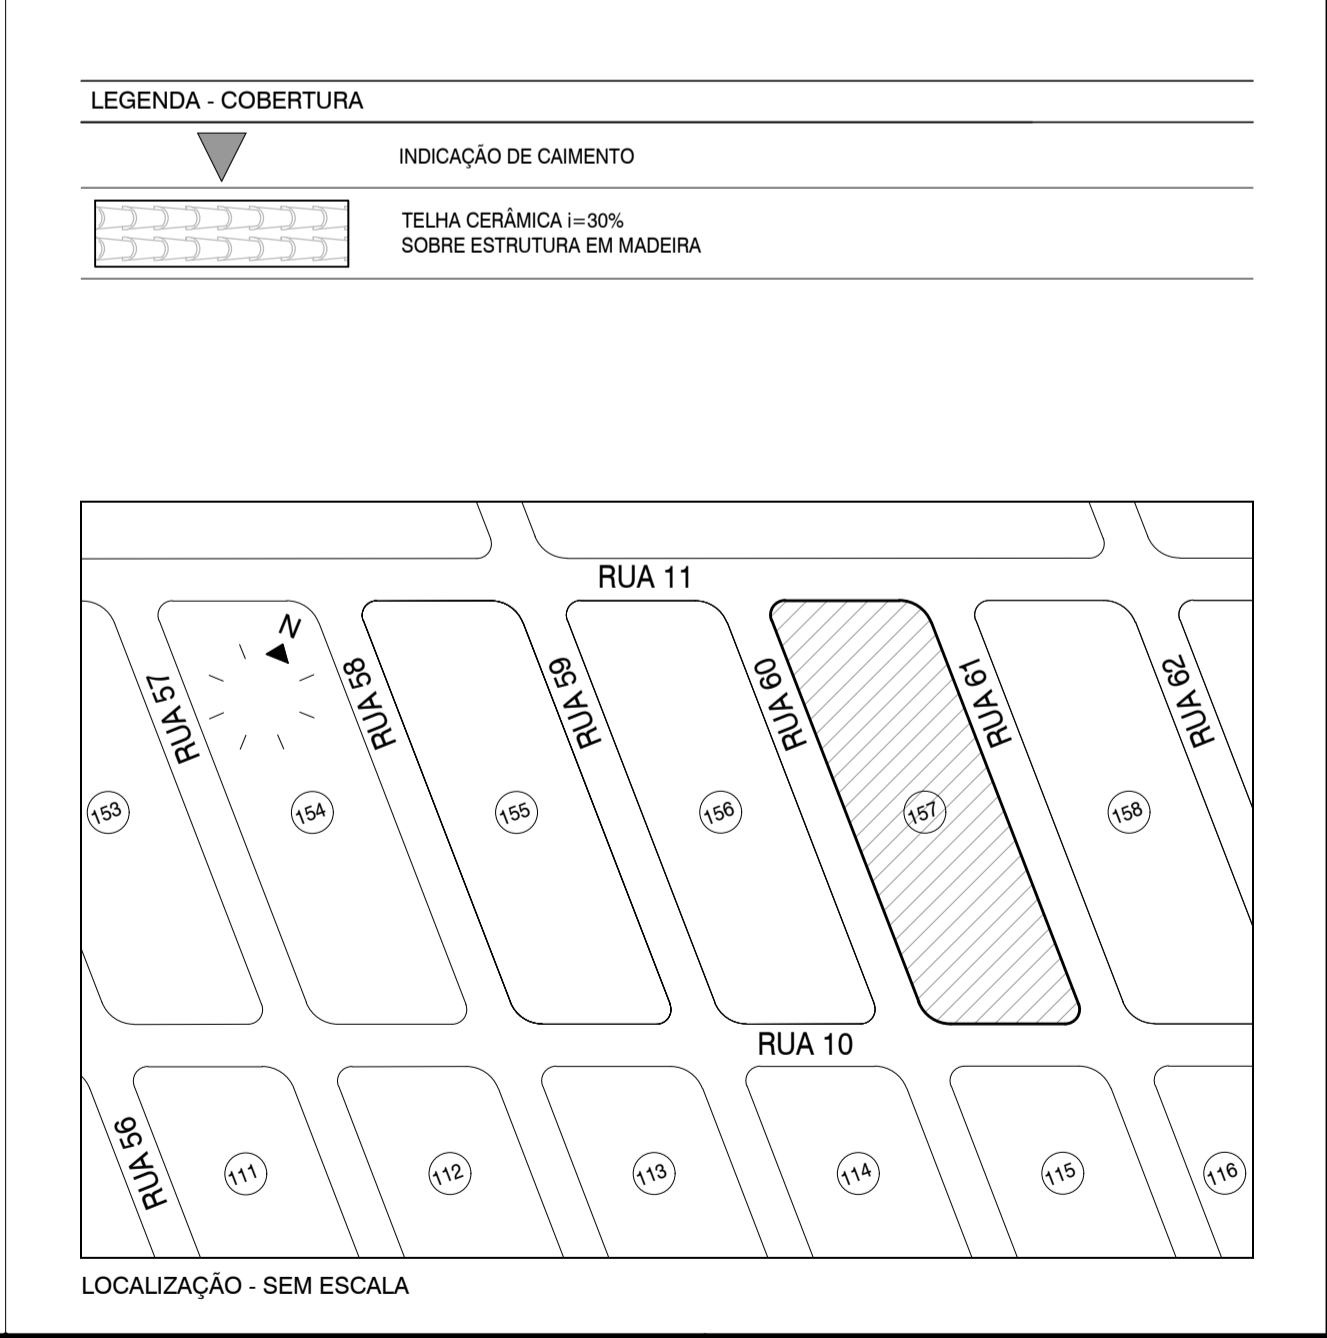 LEGENDA - COBERTURA
INDICAÇÃO DE CAIMENTO
TELHA CERÂMICA i=30%
SOBRE ESTRUTURA EM MADEIRA
RUA 11
N
RUA 57
RUA 58
RUA 59
RUA 60
RUA 61
RUA 62
153
154
155
156
157
158
RUA 10
RUA 56
111
112
113
114
115
116
LOCALIZAÇÃO - SEM ESCALA